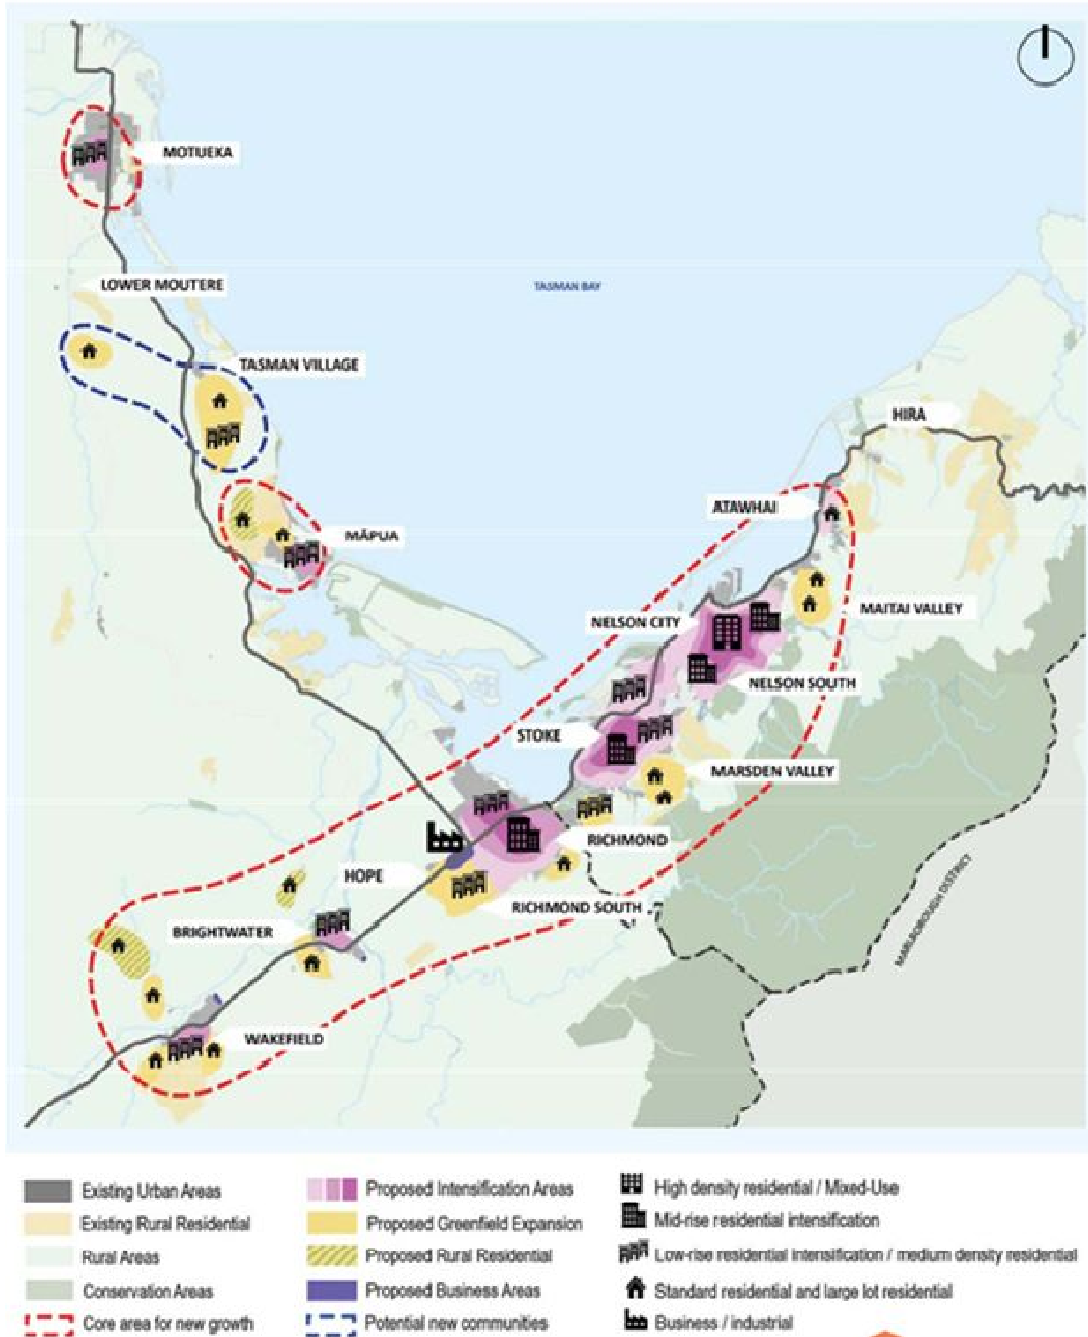 MOTUEKA
LOWER MOUTERE
TASMAN BAY
TASMAN VILLAGE
HIRA
ATAWHAI
MĀPUA
MAITAI VALLEY
NELSON CITY
NELSON SOUTH
STOKE
MARSDEN VALLEY
RICHMOND
HOPE
RICHMOND SOUTH
BRIGHTWATER
MARLBOROUGH DISTRICT
WAKEFIELD
Existing Urban Areas
Existing Rural Residential
Rural Areas
Conservation Areas
Core area for new growth
Proposed Intensification Areas
Proposed Greenfield Expansion
Proposed Rural Residential
Proposed Business Areas
Potential new communities
High density residential / Mixed-Use
Mid-rise residential intensification
Low-rise residential intensification / medium density residential
Standard residential and large lot residential
Business / industrial